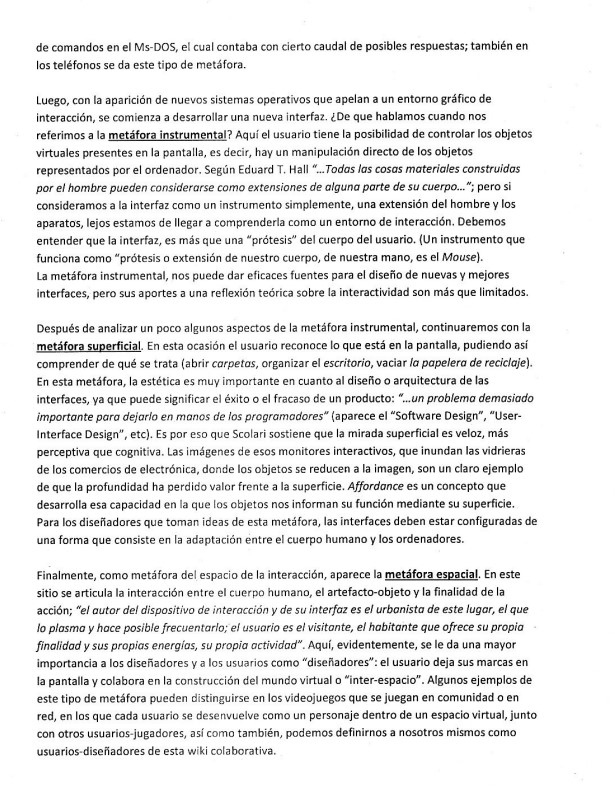 de comandos en el Ms-DOS, el cual contaba con cierto caudal de posibles respuestas; también en
los teléfonos se da este tipo de metáfora.
Luego, con la aparición de nuevos sistemas operativos que apelan a un entorno gráfico de
interacción, se comienza a desarrollar una nueva interfaz. ¿De que hablamos cuando nos
referimos a la metáfora instrumental? Aquí el usuario tiene la posibilidad de controlar los objetos
virtuales presentes en la pantalla, es decir, hay un manipulación directo de los objetos
representados por el ordenador. Según Eduard T. Hall “…Todas las cosas materiales construidas
por el hombre pueden considerarse como extensiones de alguna parte de su cuerpo…”; pero si
consideramos a la interfaz como un instrumento simplemente, una extensión del hombre y los
aparatos, lejos estamos de llegar a comprenderla como un entorno de interacción. Debemos
entender que la interfaz, es más que una “prótesis” del cuerpo del usuario. (Un instrumento que
funciona como “prótesis o extensión de nuestro cuerpo, de nuestra mano, es el Mouse).
La metáfora instrumental, nos puede dar eficaces fuentes para el diseño de nuevas y mejores
interfaces, pero sus aportes a una reflexión teórica sobre la interactividad son más que limitados.
Después de analizar un poco algunos aspectos de la metáfora instrumental, continuaremos con la
metáfora superficial. En esta ocasión el usuario reconoce lo que está en la pantalla, pudiendo así
comprender de qué se trata (abrir carpetas, organizar el escritorio, vaciar la papelera de reciclaje).
En esta metáfora, la estética es muy importante en cuanto al diseño o arquitectura de las
interfaces, ya que puede significar el éxito o el fracaso de un producto: “…un problema demasiado
importante para dejarlo en manos de los programadores” (aparece el “Software Design”, “User-
Interface Design”, etc). Es por eso que Scolari sostiene que la mirada superficial es veloz, más
perceptiva que cognitiva. Las imágenes de esos monitores interactivos, que inundan las vidrieras
de los comercios de electrónica, donde los objetos se reducen a la imagen, son un claro ejemplo
de que la profundidad ha perdido valor frente a la superficie. Affordance es un concepto que
desarrolla esa capacidad en la que los objetos nos informan su función mediante su superficie.
Para los diseñadores que toman ideas de esta metáfora, las interfaces deben estar configuradas de
una forma que consiste en la adaptación entre el cuerpo humano y los ordenadores.
Finalmente, como metáfora del espacio de la interacción, aparece la metáfora espacial. En este
sitio se articula la interacción entre el cuerpo humano, el artefacto-objeto y la finalidad de la
acción; “el autor del dispositivo de interacción y de su interfaz es el urbanista de este lugar, el que
lo plasma y hace posible frecuentarlo; el usuario es el visitante, el habitante que ofrece su propia
finalidad y sus propias energías, su propia actividad”. Aquí, evidentemente, se le da una mayor
importancia a los diseñadores y a los usuarios como “diseñadores”: el usuario deja sus marcas en
la pantalla y colabora en la construcción del mundo virtual o “inter-espacio”. Algunos ejemplos de
este tipo de metáfora pueden distinguirse en los videojuegos que se juegan en comunidad o en
red, en los que cada usuario se desenvuelve como un personaje dentro de un espacio virtual, junto
con otros usuarios-jugadores, así como también, podemos definirnos a nosotros mismos como
usuarios-diseñadores de esta wiki colaborativa.